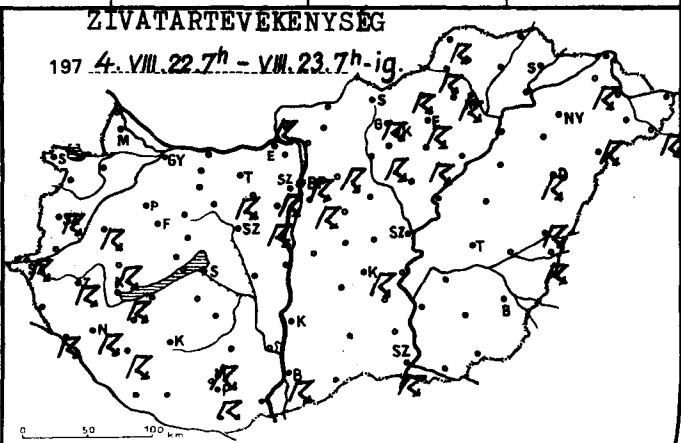 ZIVATARTEVÉKENYSÉG
197 4. VIII. 22. 7h - VIII. 23. 7h-ig.
S
S
NY
M
E
S
GY
T
SZ
B
D
P
F
SZ
SZ
T
S
K
B
N
K
K
SZ
B
0 50 100 km